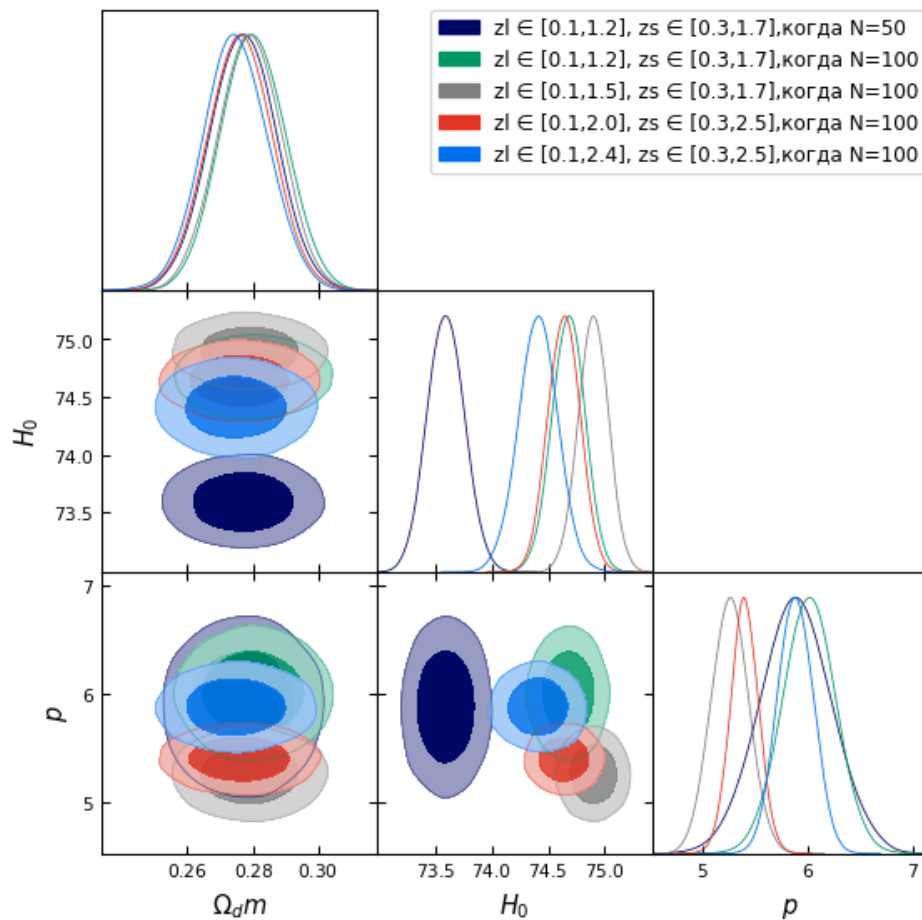 zl ∈ [0.1,1.2], zs ∈ [0.3,1.7],когда N=50
zl ∈ [0.1,1.2], zs ∈ [0.3,1.7],когда N=100
zl ∈ [0.1,1.5], zs ∈ [0.3,1.7],когда N=100
zl ∈ [0.1,2.0], zs ∈ [0.3,2.5],когда N=100
zl ∈ [0.1,2.4], zs ∈ [0.3,2.5],когда N=100
75.0
74.5
74.0
73.5
H₀
7
6
5
p
0.26 0.28 0.30
73.5 74.0 74.5 75.0
5 6 7
Ω_dm
H₀
p